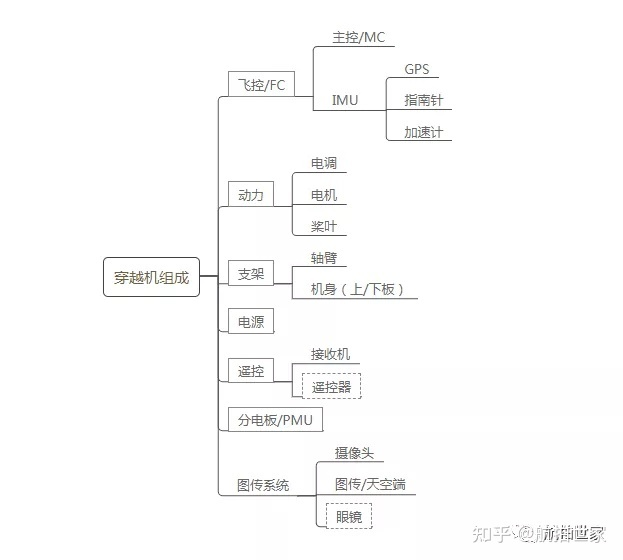 主控/MC
飞控/FC
GPS
IMU
指南针
加速计
电调
动力
电机
桨叶
轴臂
穿越机组成
支架
机身（上/下板）
电源
接收机
遥控
遥控器
分电板/PMU
摄像头
图传系统
图传/天空端
眼镜
知乎 @航拍世家